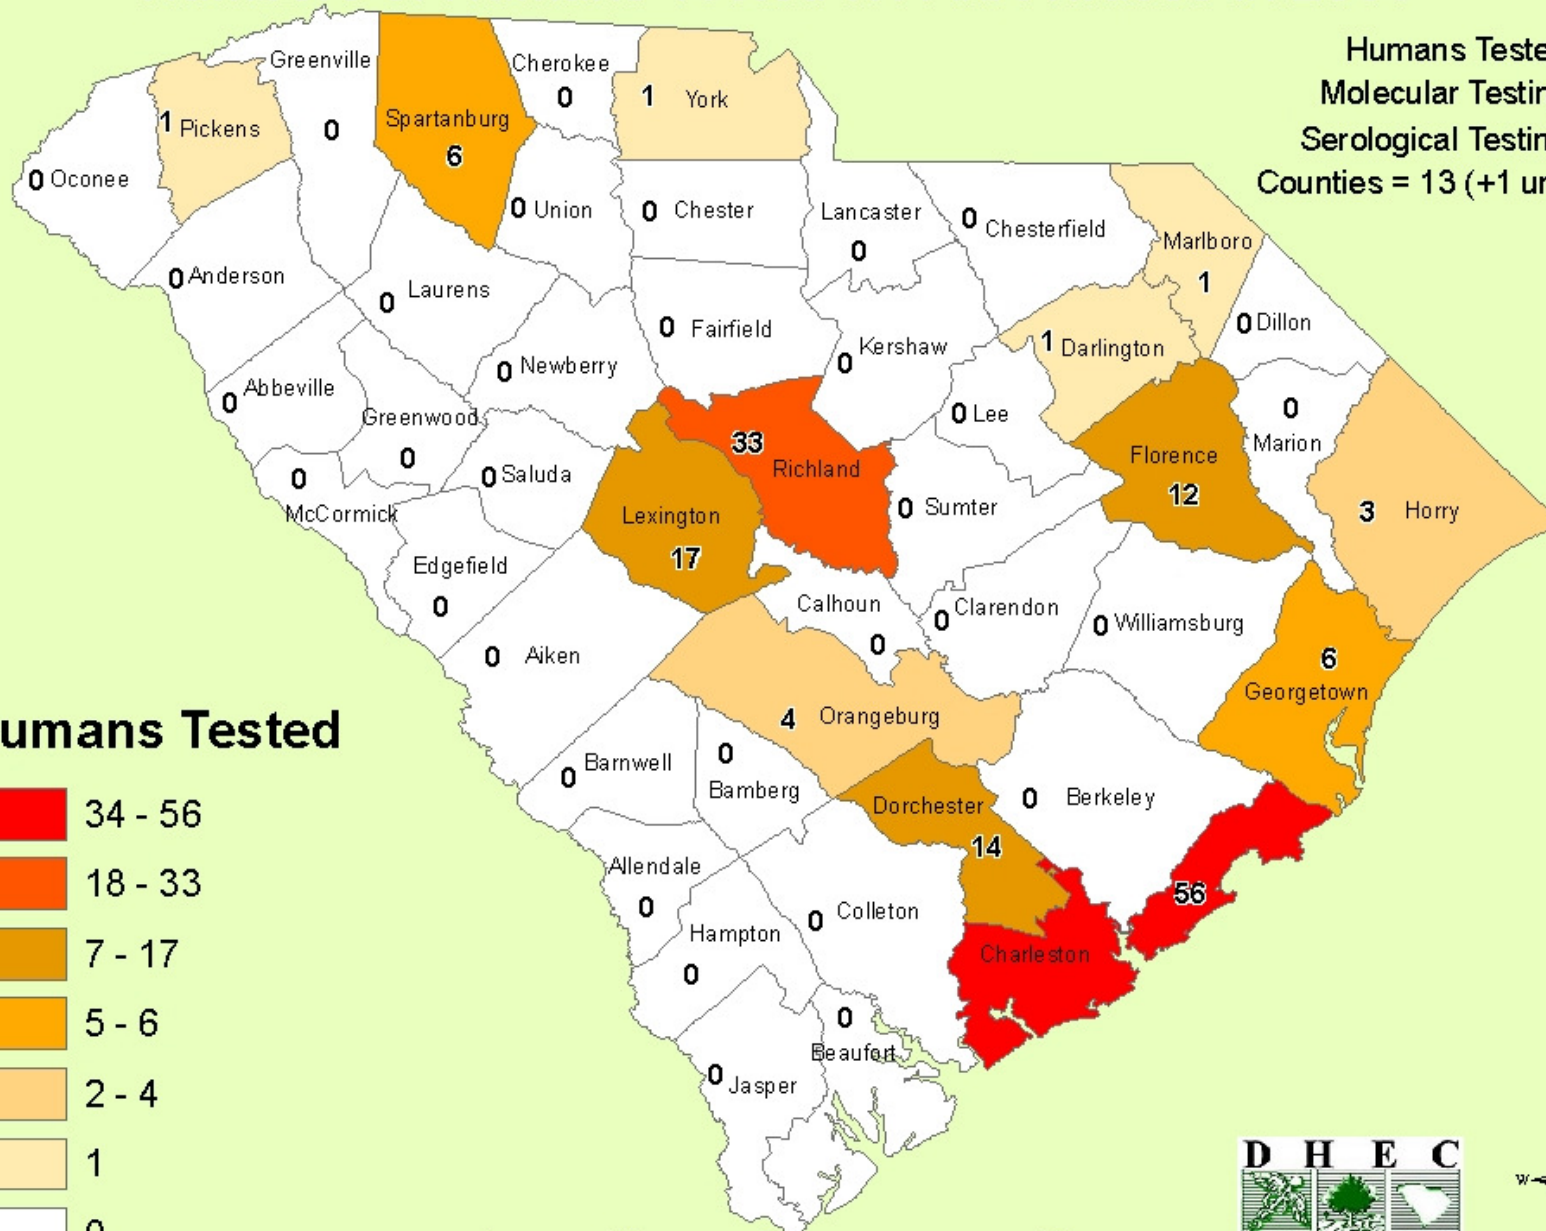 Humans Teste
Molecular Testin
Serological Testin
Counties = 13 (+1 un
Greenville
0
Cherokee
0
1 York
1 Pickens
Spartanburg
6
0 Oconee
0 Union
0 Chester
Lancaster
0
0 Chesterfield
Marlboro
1
0 Anderson
0 Laurens
0 Fairfield
0 Kershaw
1 Darlington
0 Dillon
0 Newberry
0 Abbeville
Greenwood
0
0 Lee
0
Marion
33
Richland
Florence
12
0
McCormick
0 Saluda
Lexington
17
0 Sumter
3 Horry
Edgefield
0
Calhoun
0
0 Clarendon
0 Williamsburg
0 Aiken
6
Georgetown
4 Orangeburg
0 Barnwell
0
Bamberg
Dorchester
14
0 Berkeley
Allendale
0
56
0 Colleton
Hampton
0
Charleston
0
Beaufort
0 Jasper
umans Tested
34 - 56
18 - 33
7 - 17
5 - 6
2 - 4
1
0
D H E C
W